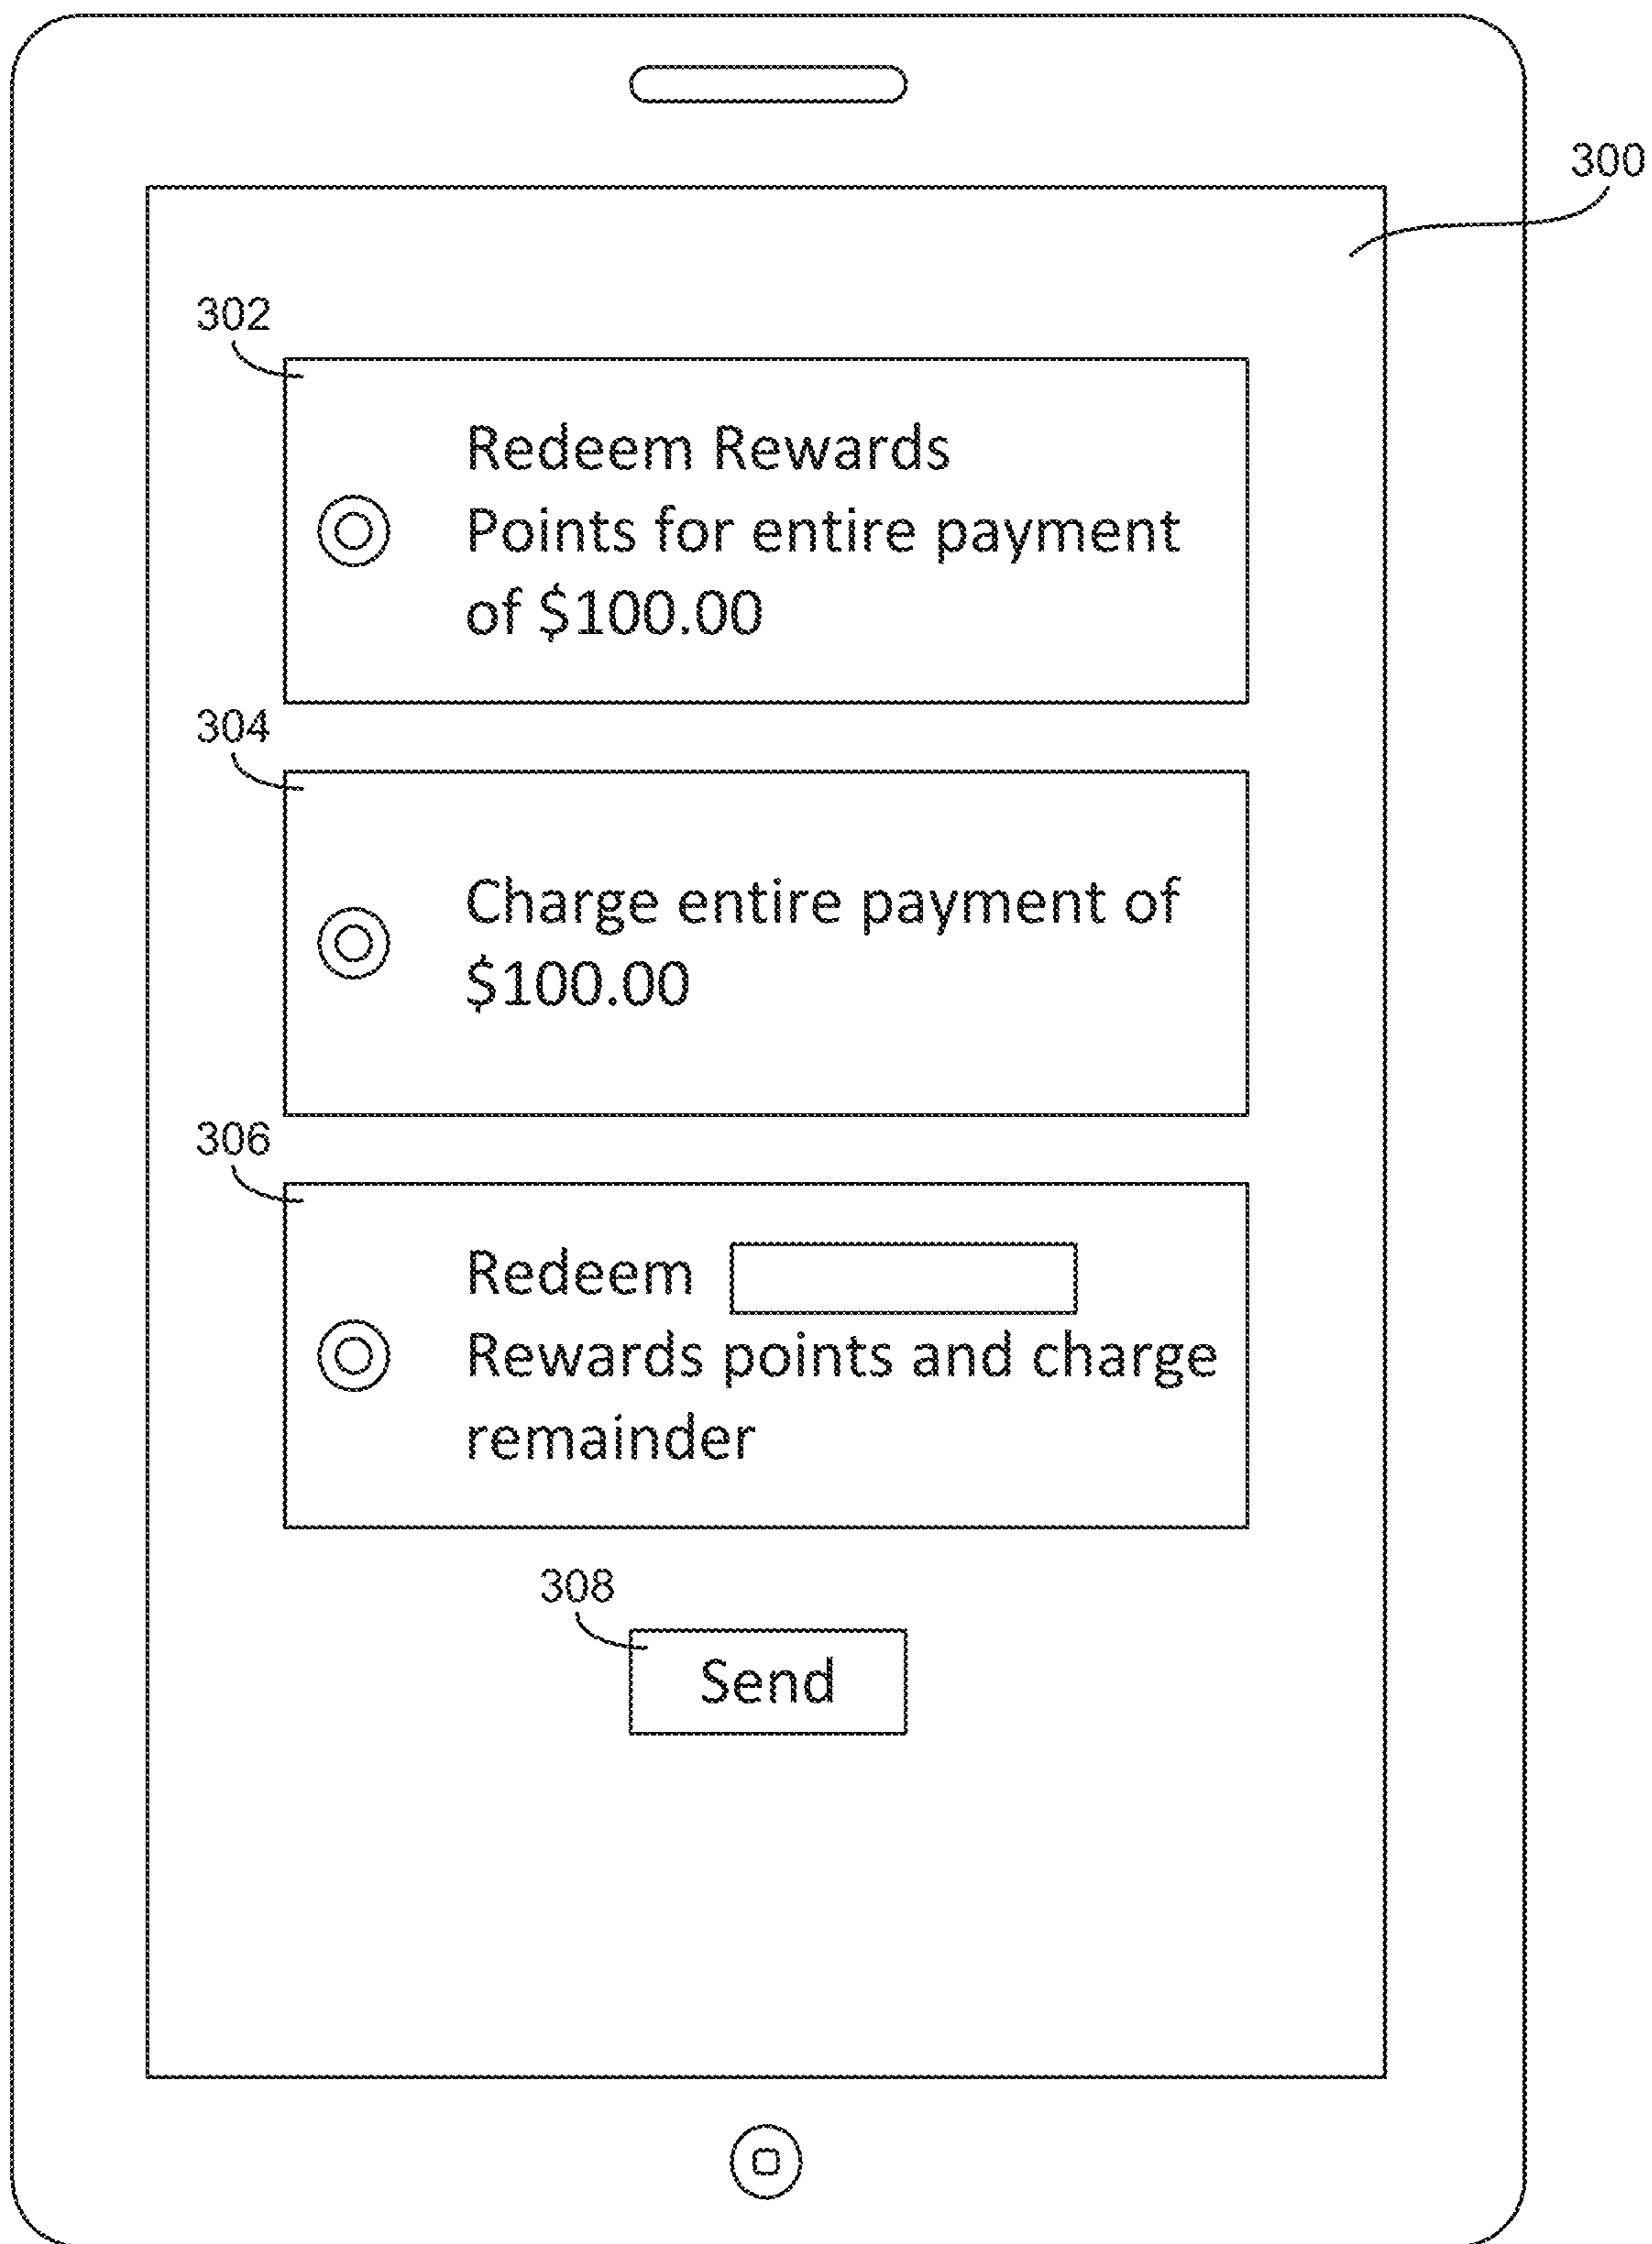 300
302
Redeem Rewards
Points for entire payment
of $100.00
304
Charge entire payment of
$100.00
306
Redeem
Rewards points and charge
remainder
308
Send